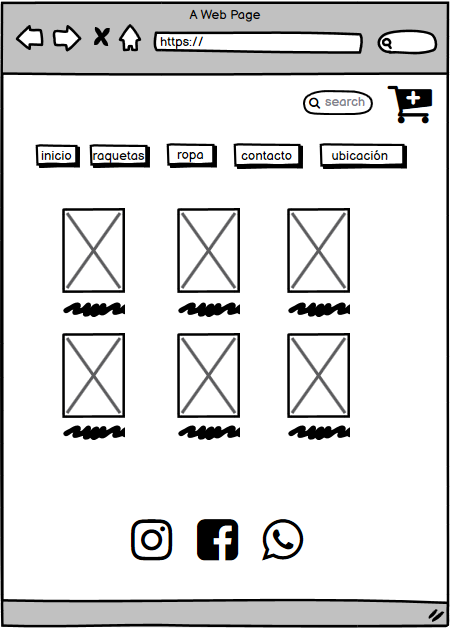 A Web Page
https://
search
inicio
raquetas
ropa
contacto
ubicación